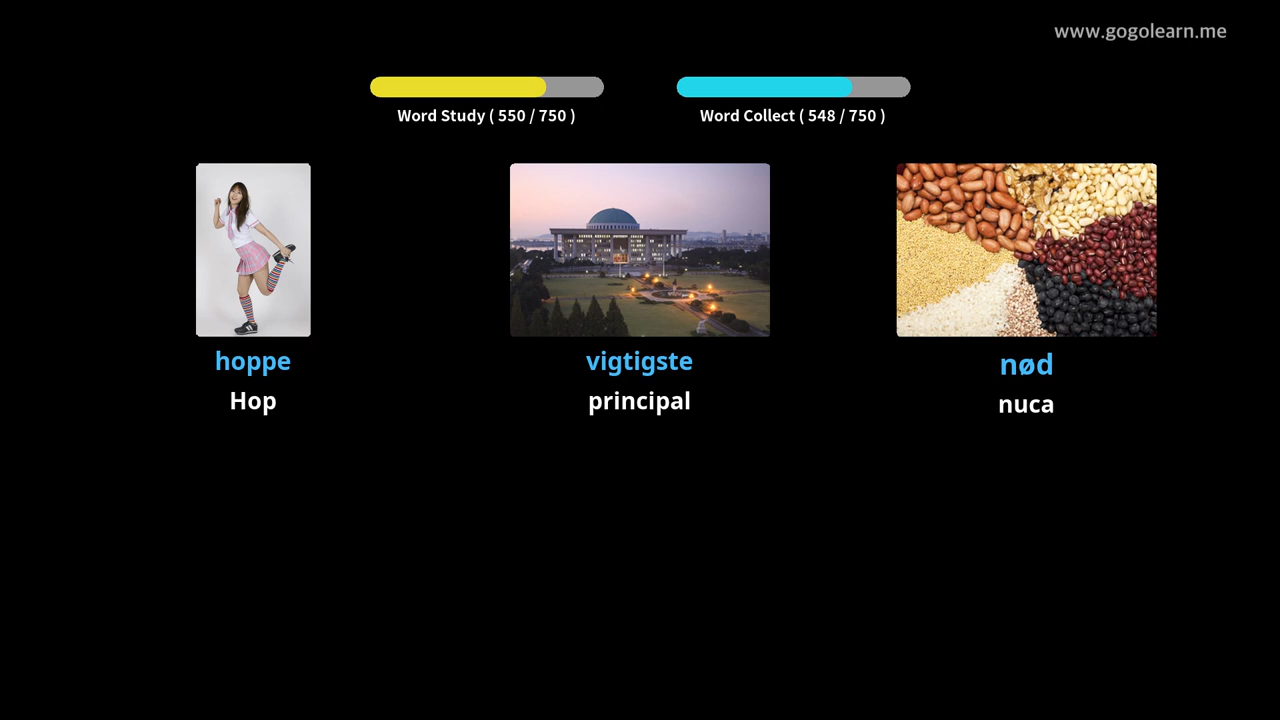 www.gogolearn.me
Word Study ( 550 / 750 )
Word Collect ( 548 / 750 )
hoppe
Hop
vigtigste
principal
nød
nuca